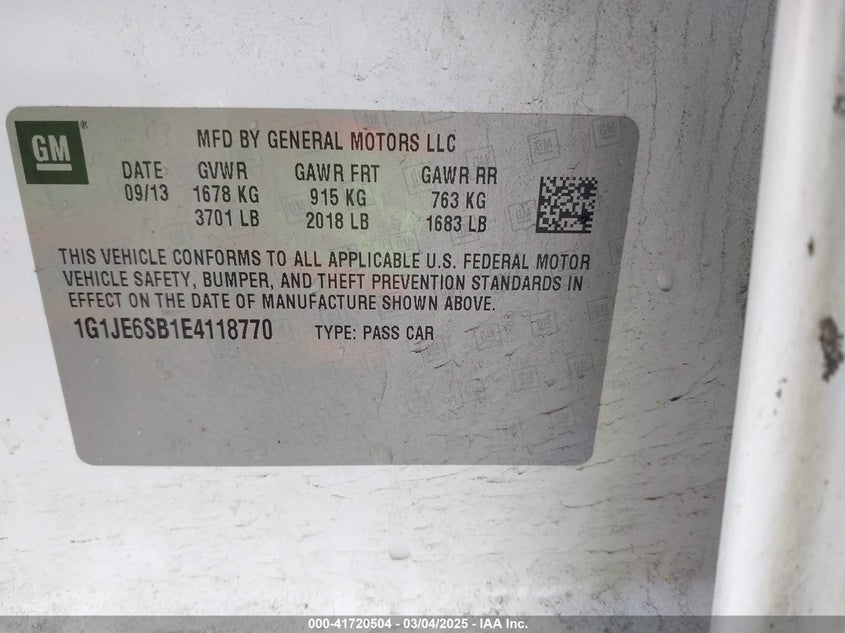 GM®
MFD BY GENERAL MOTORS LLC
DATE GVWR GAWR FRT GAWR RR
09/13 1678 KG 915 KG 763 KG
3701 LB 2018 LB 1683 LB
THIS VEHICLE CONFORMS TO ALL APPLICABLE U.S. FEDERAL MOTOR
VEHICLE SAFETY, BUMPER, AND THEFT PREVENTION STANDARDS IN
EFFECT ON THE DATE OF MANUFACTURE SHOWN ABOVE.
1G1JE6SB1E4118770 TYPE: PASS CAR
000-41720504 - 03/04/2025 - IAA Inc.